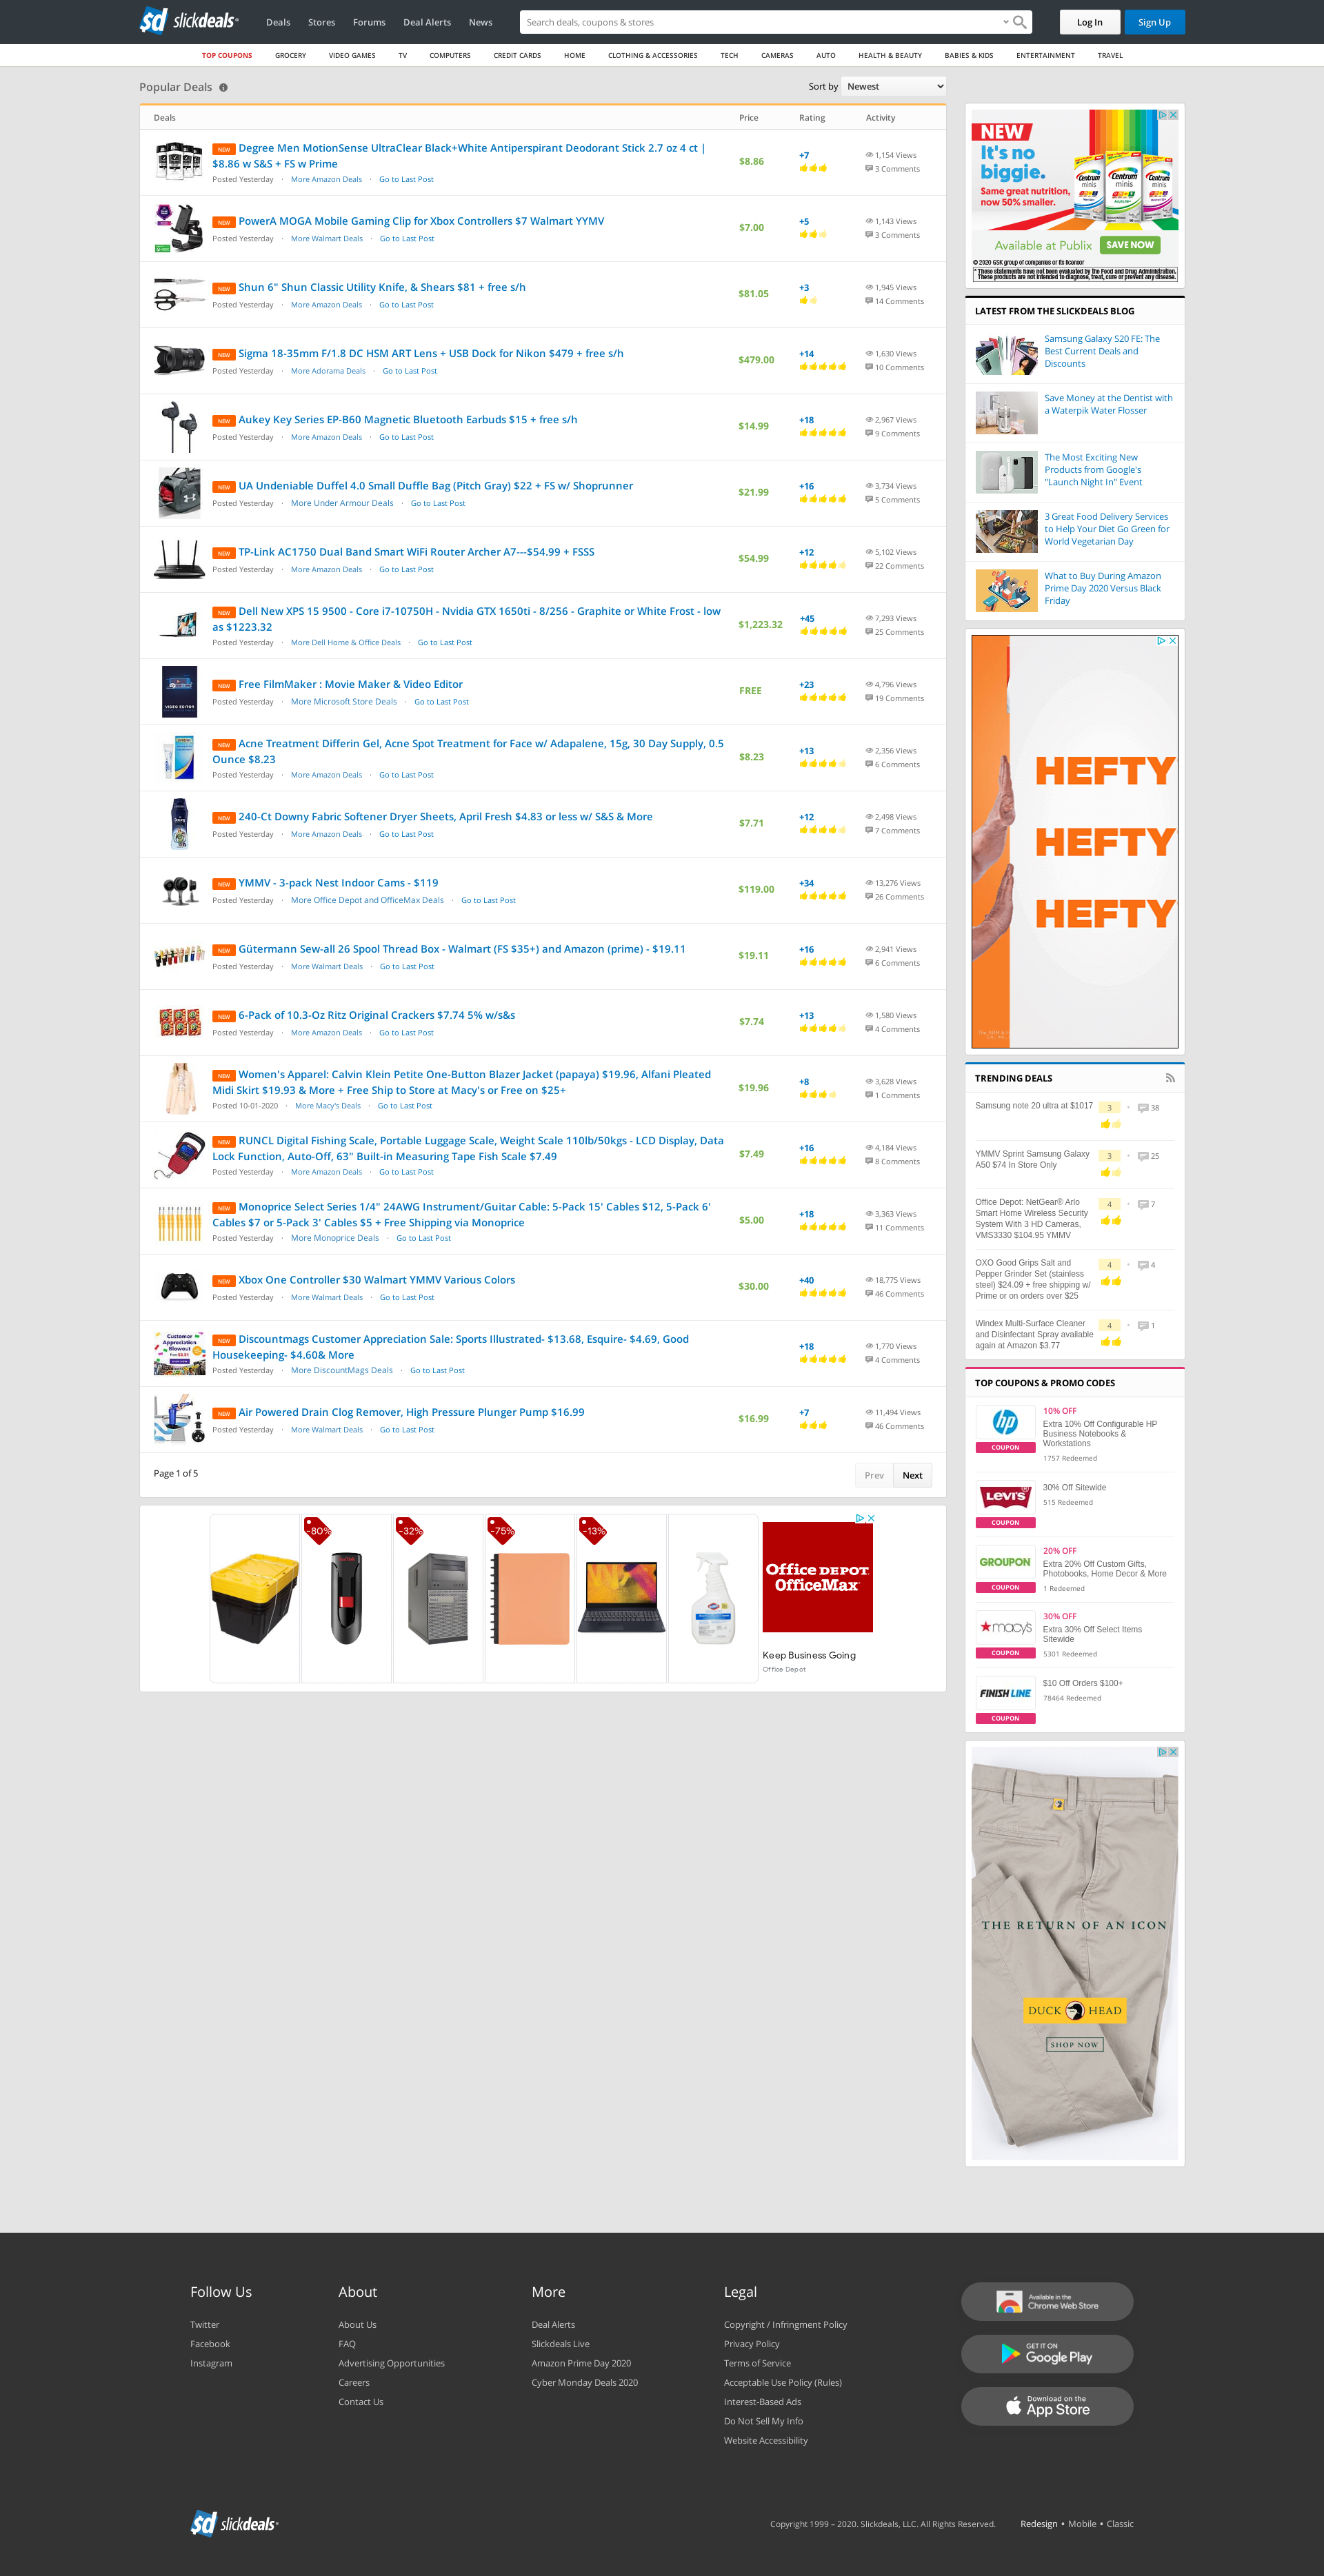 slickdeals
Deals
Stores
Forums
Deal Alerts
News
Search deals, coupons & stores
Log In
Sign Up
TOP COUPONS
GROCERY
VIDEO GAMES
TV
COMPUTERS
CREDIT CARDS
HOME
CLOTHING & ACCESSORIES
TECH
CAMERAS
AUTO
HEALTH & BEAUTY
BABIES & KIDS
ENTERTAINMENT
TRAVEL
Popular Deals
Sort by Newest
Deals Price Rating Activity
NEW Degree Men MotionSense UltraClear Black+White Antiperspirant Deodorant Stick 2.7 oz 4 ct |
$8.86 w S&S + FS w Prime
Posted Yesterday · More Amazon Deals · Go to Last Post
$8.86
+7
1,154 Views
3 Comments
NEW PowerA MOGA Mobile Gaming Clip for Xbox Controllers $7 Walmart YYMV
Posted Yesterday · More Walmart Deals · Go to Last Post
$7.00
+5
1,143 Views
3 Comments
NEW Shun 6" Shun Classic Utility Knife, & Shears $81 + free s/h
Posted Yesterday · More Amazon Deals · Go to Last Post
$81.05
+3
1,945 Views
14 Comments
NEW Sigma 18-35mm F/1.8 DC HSM ART Lens + USB Dock for Nikon $479 + free s/h
Posted Yesterday · More Adorama Deals · Go to Last Post
$479.00
+14
1,630 Views
10 Comments
NEW Aukey Key Series EP-B60 Magnetic Bluetooth Earbuds $15 + free s/h
Posted Yesterday · More Amazon Deals · Go to Last Post
$14.99
+18
2,967 Views
9 Comments
NEW UA Undeniable Duffel 4.0 Small Duffle Bag (Pitch Gray) $22 + FS w/ Shoprunner
Posted Yesterday · More Under Armour Deals · Go to Last Post
$21.99
+16
3,734 Views
5 Comments
NEW TP-Link AC1750 Dual Band Smart WiFi Router Archer A7---$54.99 + FSSS
Posted Yesterday · More Amazon Deals · Go to Last Post
$54.99
+12
5,102 Views
22 Comments
NEW Dell New XPS 15 9500 - Core i7-10750H - Nvidia GTX 1650ti - 8/256 - Graphite or White Frost - low
as $1223.32
Posted Yesterday · More Dell Home & Office Deals · Go to Last Post
$1,223.32
+45
7,293 Views
25 Comments
NEW Free FilmMaker : Movie Maker & Video Editor
Posted Yesterday · More Microsoft Store Deals · Go to Last Post
FREE
+23
4,796 Views
19 Comments
VIDEO EDITOR
NEW Acne Treatment Differin Gel, Acne Spot Treatment for Face w/ Adapalene, 15g, 30 Day Supply, 0.5
Ounce $8.23
Posted Yesterday · More Amazon Deals · Go to Last Post
$8.23
+13
2,356 Views
6 Comments
NEW 240-Ct Downy Fabric Softener Dryer Sheets, April Fresh $4.83 or less w/ S&S & More
Posted Yesterday · More Amazon Deals · Go to Last Post
$7.71
+12
2,498 Views
7 Comments
NEW YMMV - 3-pack Nest Indoor Cams - $119
Posted Yesterday · More Office Depot and OfficeMax Deals · Go to Last Post
$119.00
+34
13,276 Views
26 Comments
NEW Gütermann Sew-all 26 Spool Thread Box - Walmart (FS $35+) and Amazon (prime) - $19.11
Posted Yesterday · More Walmart Deals · Go to Last Post
$19.11
+16
2,941 Views
6 Comments
NEW 6-Pack of 10.3-Oz Ritz Original Crackers $7.74 5% w/s&s
Posted Yesterday · More Amazon Deals · Go to Last Post
$7.74
+13
1,580 Views
4 Comments
NEW Women's Apparel: Calvin Klein Petite One-Button Blazer Jacket (papaya) $19.96, Alfani Pleated
Midi Skirt $19.93 & More + Free Ship to Store at Macy's or Free on $25+
Posted 10-01-2020 · More Macy's Deals · Go to Last Post
$19.96
+8
3,628 Views
1 Comments
NEW RUNCL Digital Fishing Scale, Portable Luggage Scale, Weight Scale 110lb/50kgs - LCD Display, Data
Lock Function, Auto-Off, 63" Built-in Measuring Tape Fish Scale $7.49
Posted Yesterday · More Amazon Deals · Go to Last Post
$7.49
+16
4,184 Views
8 Comments
NEW Monoprice Select Series 1/4" 24AWG Instrument/Guitar Cable: 5-Pack 15' Cables $12, 5-Pack 6'
Cables $7 or 5-Pack 3' Cables $5 + Free Shipping via Monoprice
Posted Yesterday · More Monoprice Deals · Go to Last Post
$5.00
+18
3,363 Views
11 Comments
NEW Xbox One Controller $30 Walmart YMMV Various Colors
Posted Yesterday · More Walmart Deals · Go to Last Post
$30.00
+40
18,775 Views
46 Comments
Customer
Appreciation
Blowout
NEW Discountmags Customer Appreciation Sale: Sports Illustrated- $13.68, Esquire- $4.69, Good
Housekeeping- $4.60& More
Posted Yesterday · More DiscountMags Deals · Go to Last Post
+18
1,770 Views
4 Comments
NEW Air Powered Drain Clog Remover, High Pressure Plunger Pump $16.99
Posted Yesterday · More Walmart Deals · Go to Last Post
$16.99
+7
11,494 Views
46 Comments
Page 1 of 5
Prev
Next
-80%
-32%
-75%
-13%
Office DEPOT
OfficeMax
Keep Business Going
Office Depot
NEW
It's no
biggie.
Same great nutrition,
now 50% smaller.
Centrum
minis
Centrum
minis
Centrum
minis
Available at Publix
SAVE NOW
© 2020 GSK group of companies or its licensor
* These statements have not been evaluated by the Food and Drug Administration.
These products are not intended to diagnose, treat, cure or prevent any disease.
LATEST FROM THE SLICKDEALS BLOG
Samsung Galaxy S20 FE: The
Best Current Deals and
Discounts
Save Money at the Dentist with
a Waterpik Water Flosser
The Most Exciting New
Products from Google's
"Launch Night In" Event
3 Great Food Delivery Services
to Help Your Diet Go Green for
World Vegetarian Day
What to Buy During Amazon
Prime Day 2020 Versus Black
Friday
HEFTY
HEFTY
HEFTY
TRENDING DEALS
Samsung note 20 ultra at $1017
3 · 38
YMMV Sprint Samsung Galaxy
A50 $74 In Store Only
3 · 25
Office Depot: NetGear® Arlo
Smart Home Wireless Security
System With 3 HD Cameras,
VMS3330 $104.95 YMMV
4 · 7
OXO Good Grips Salt and
Pepper Grinder Set (stainless
steel) $24.09 + free shipping w/
Prime or on orders over $25
4 · 4
Windex Multi-Surface Cleaner
and Disinfectant Spray available
again at Amazon $3.77
4 · 1
TOP COUPONS & PROMO CODES
hp
COUPON
10% OFF
Extra 10% Off Configurable HP
Business Notebooks &
Workstations
1757 Redeemed
LEVI'S
COUPON
30% Off Sitewide
515 Redeemed
GROUPON
COUPON
20% OFF
Extra 20% Off Custom Gifts,
Photobooks, Home Decor & More
1 Redeemed
macy's
COUPON
30% OFF
Extra 30% Off Select Items
Sitewide
5301 Redeemed
FINISH LINE
COUPON
$10 Off Orders $100+
78464 Redeemed
THE RETURN OF AN ICON
DUCK HEAD
SHOP NOW
Follow Us
Twitter
Facebook
Instagram
About
About Us
FAQ
Advertising Opportunities
Careers
Contact Us
More
Deal Alerts
Slickdeals Live
Amazon Prime Day 2020
Cyber Monday Deals 2020
Legal
Copyright / Infringment Policy
Privacy Policy
Terms of Service
Acceptable Use Policy (Rules)
Interest-Based Ads
Do Not Sell My Info
Website Accessibility
Available in the
Chrome Web Store
GET IT ON
Google Play
Download on the
App Store
slickdeals
Copyright 1999 – 2020. Slickdeals, LLC. All Rights Reserved.
Redesign • Mobile • Classic